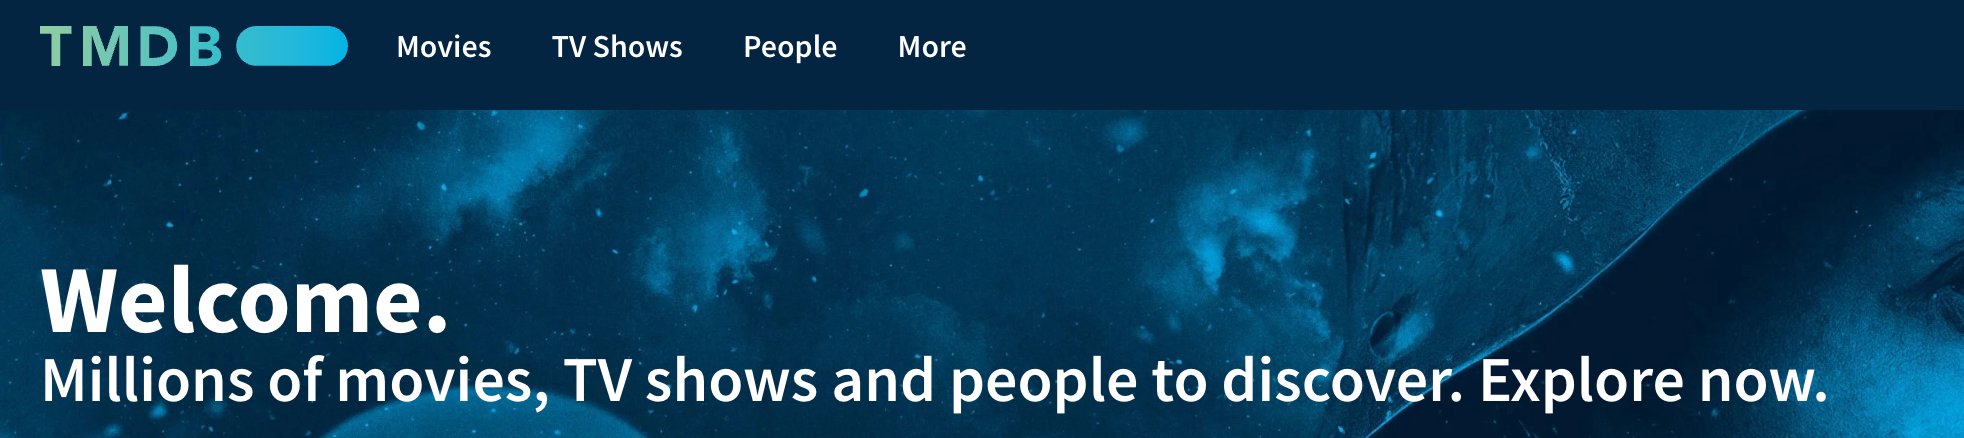 TMDB Movies TV Shows People More
Welcome.
Millions of movies, TV shows and people to discover. Explore now.